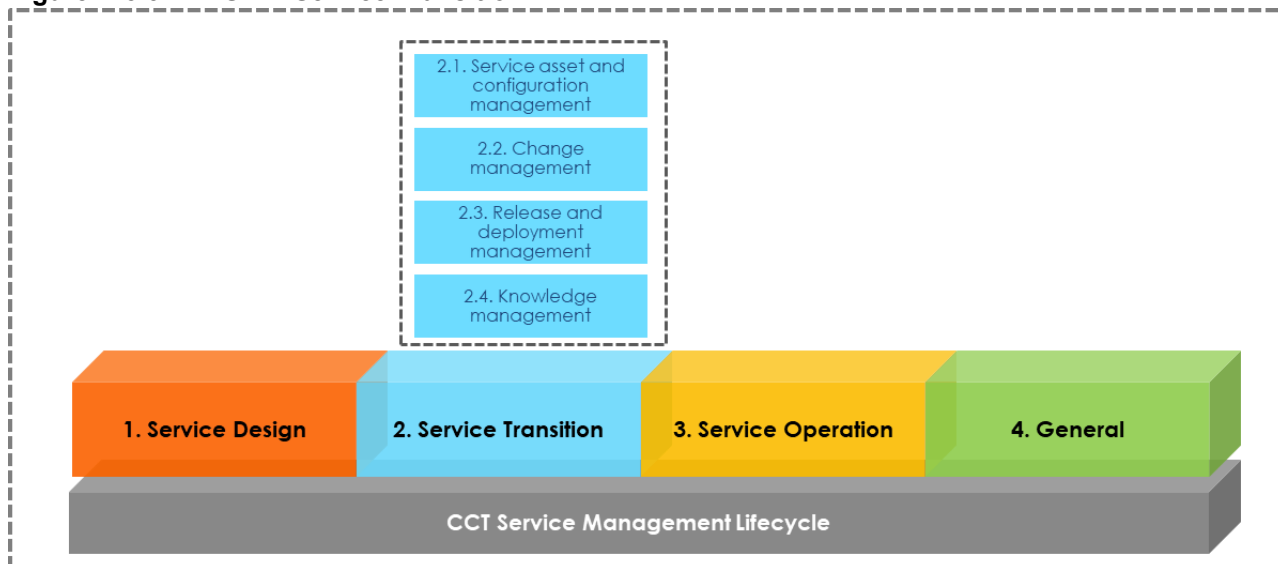 2.1. Service asset and
configuration
management
2.2. Change
management
2.3. Release and
deployment
management
2.4. Knowledge
management
1. Service Design
2. Service Transition
3. Service Operation
4. General
CCT Service Management Lifecycle